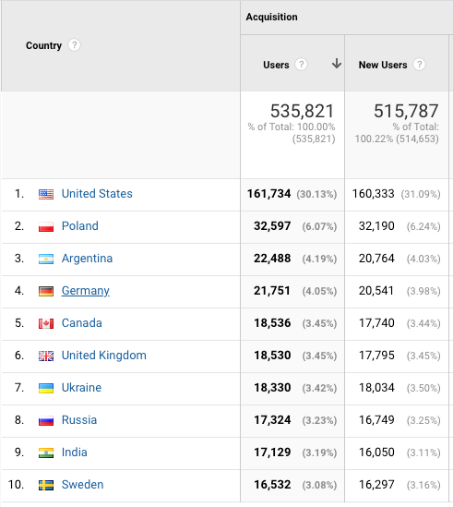 Acquisition
Country ?
Users ? ↓ New Users ?
535,821 515,787
% of Total: 100.00% % of Total:
(535,821) 100.22% (514,653)
1. United States 161,734 (30.13%) 160,333 (31.09%)
2. Poland 32,597 (6.07%) 32,190 (6.24%)
3. Argentina 22,488 (4.19%) 20,764 (4.03%)
4. Germany 21,751 (4.05%) 20,541 (3.98%)
5. Canada 18,536 (3.45%) 17,740 (3.44%)
6. United Kingdom 18,530 (3.45%) 17,795 (3.45%)
7. Ukraine 18,330 (3.42%) 18,034 (3.50%)
8. Russia 17,324 (3.23%) 16,749 (3.25%)
9. India 17,129 (3.19%) 16,050 (3.11%)
10. Sweden 16,532 (3.08%) 16,297 (3.16%)